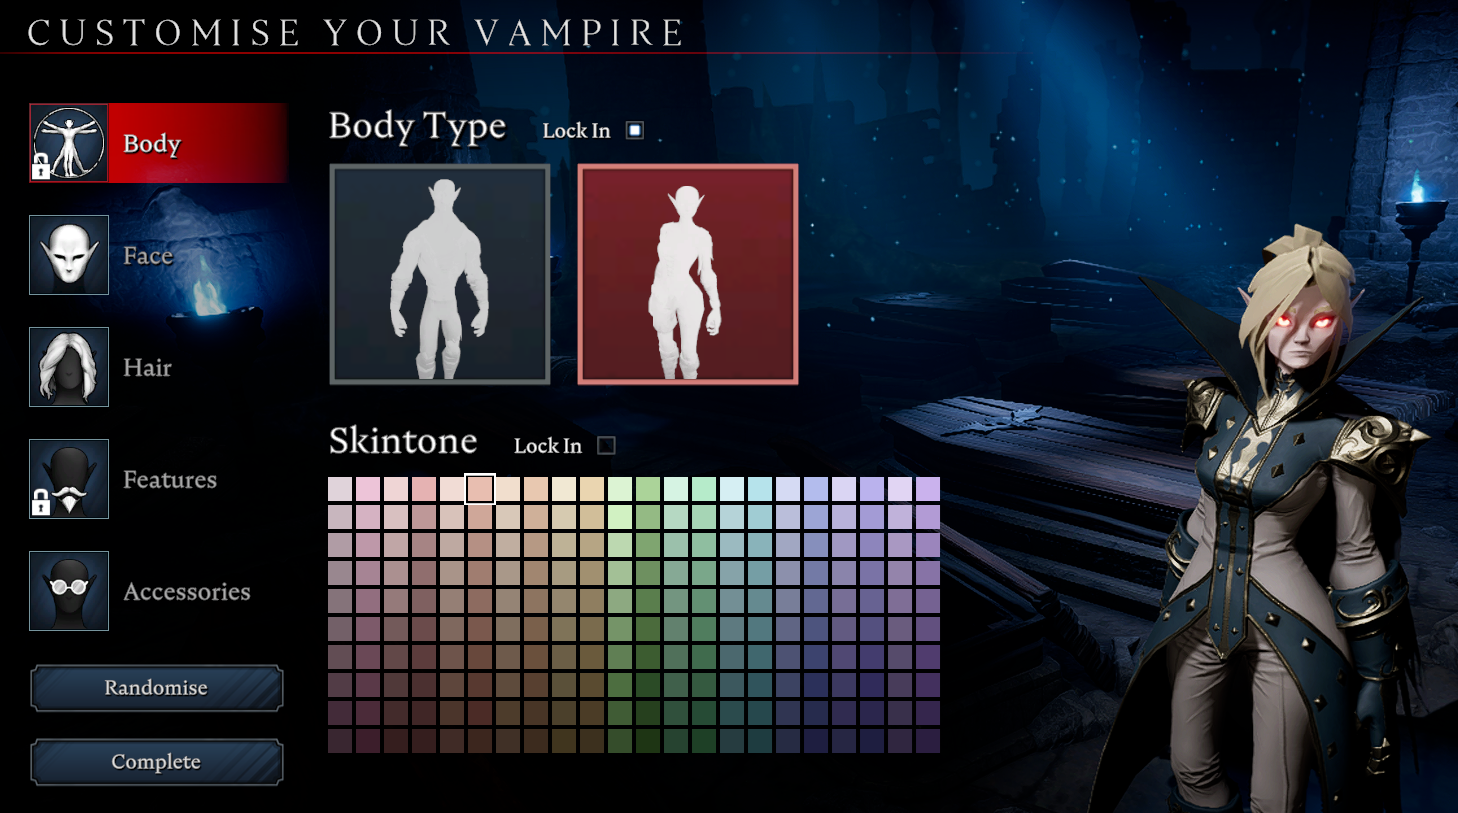 CUSTOMISE YOUR VAMPIRE
Body
Face
Hair
Features
Accessories
Randomise
Complete
Body Type Lock In
Skintone Lock In